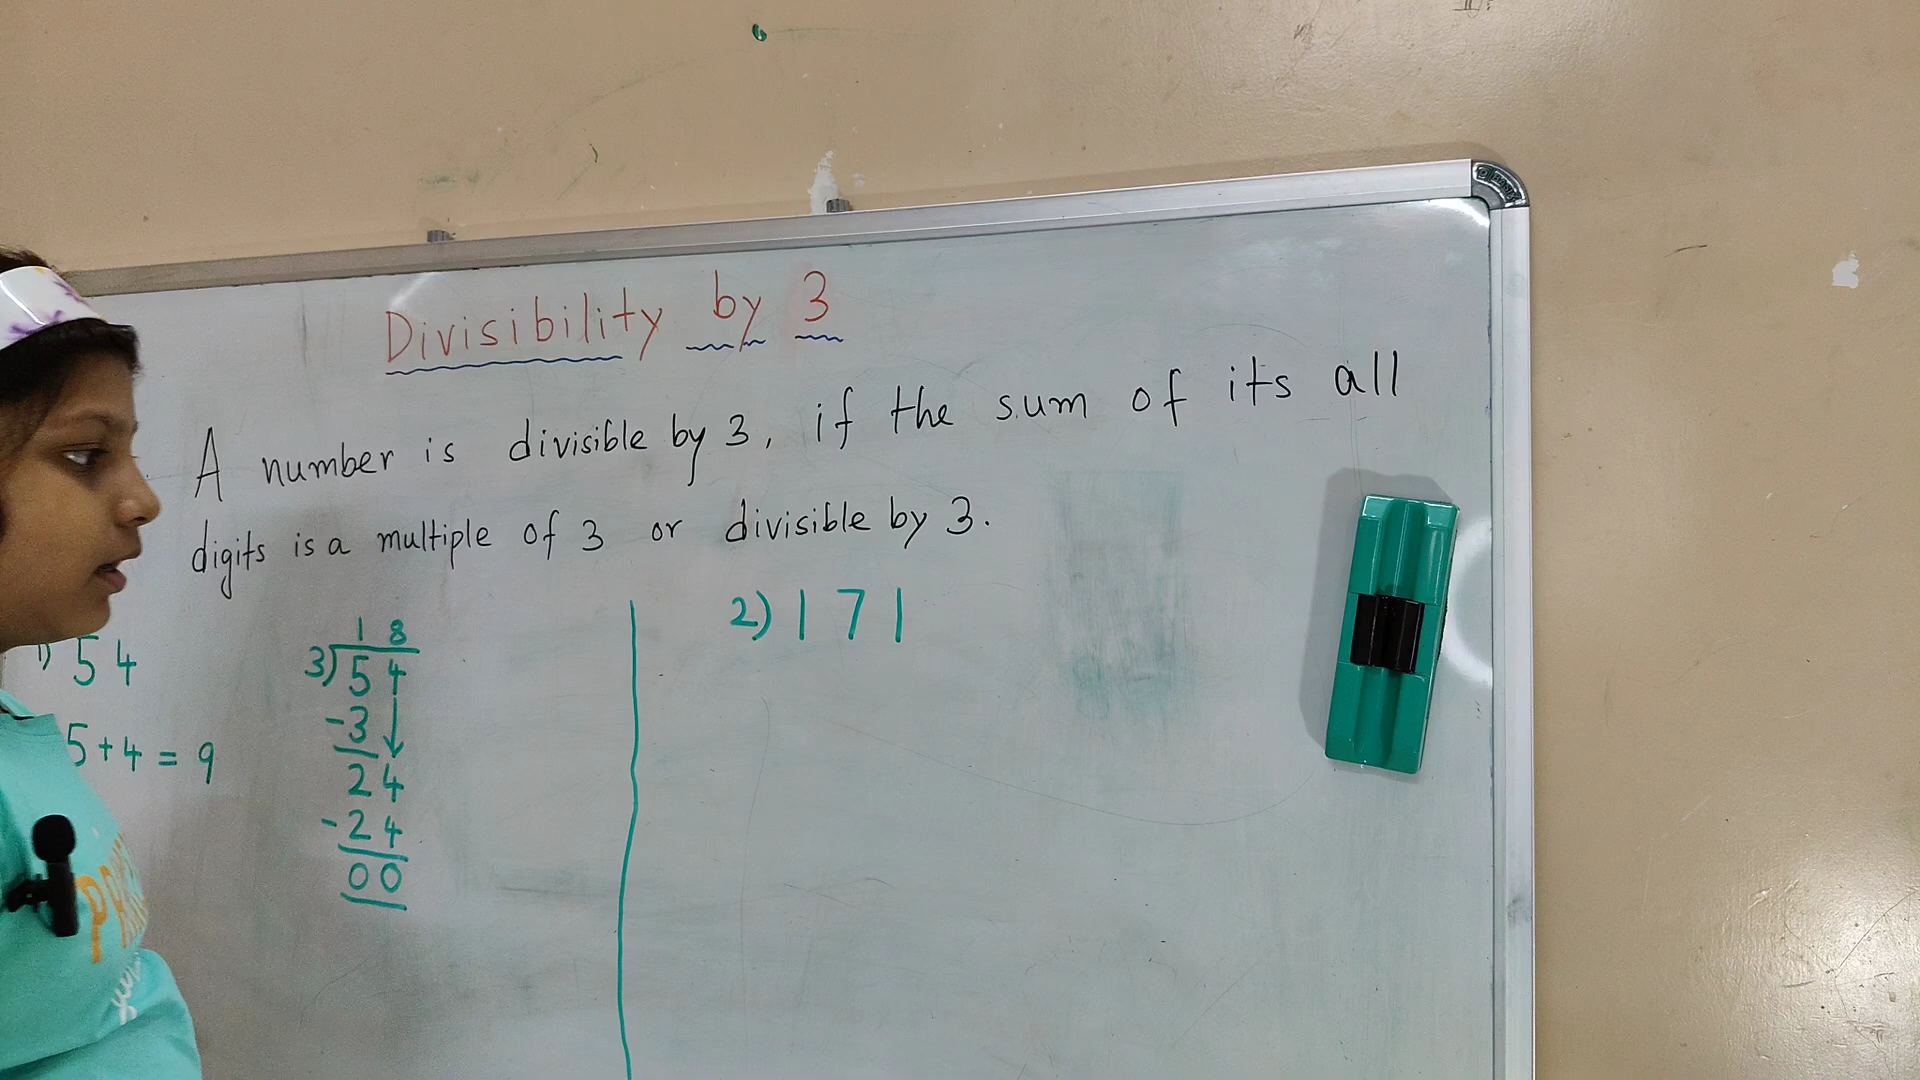 Divisibility by 3
A number is divisible by 3, if the sum of its all
digits is a multiple of 3 or divisible by 3.
1) 54
5+4 = 9
18
3)54
-3
24
-24
00
2) 171